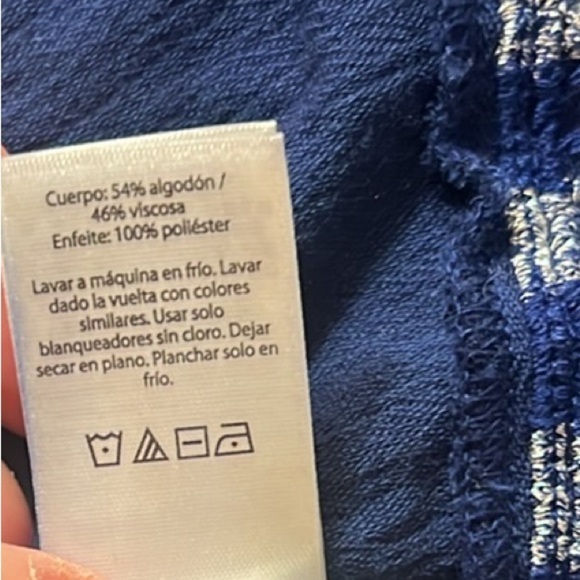 Cuerpo: 54% algodón /
46% viscosa
Enfeite: 100% poliéster
Lavar a máquina en frío. Lavar
dado la vuelta con colores
similares. Usar solo
blanqueadores sin cloro. Dejar
secar en plano. Planchar solo en
frío.